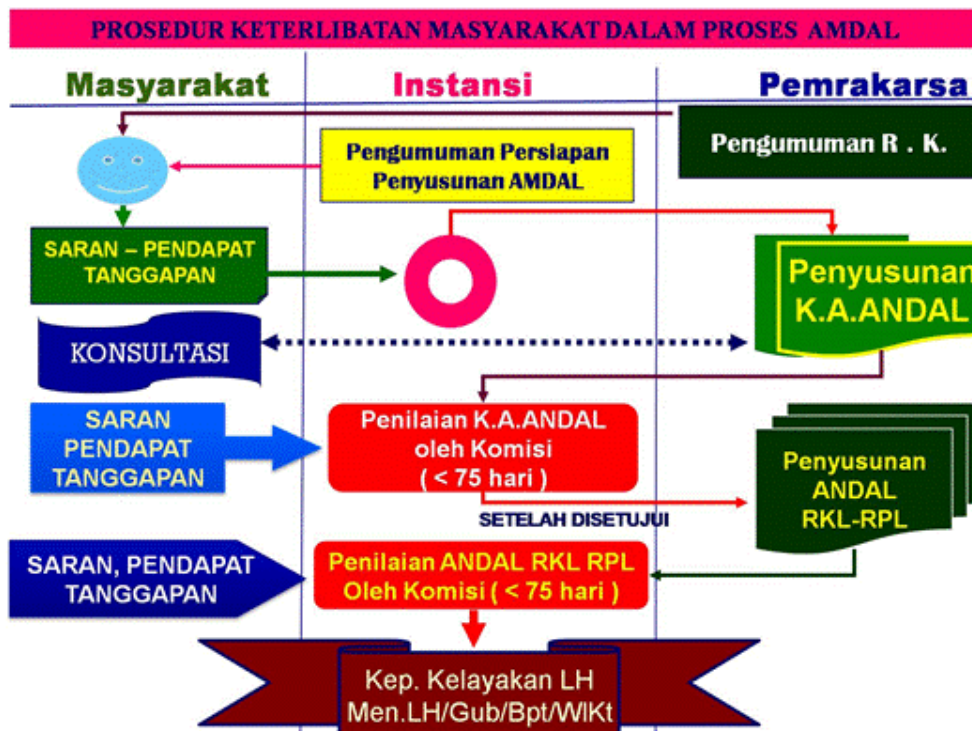 PROSEDUR KETERLIBATAN MASYARAKAT DALAM PROSES AMDAL
Masyarakat
Instansi
Pemrakarsa
Pengumuman Persiapan
Penyusunan AMDAL
Pengumuman R . K.
SARAN – PENDAPAT
TANGGAPAN
Penyusunan
K.A.ANDAL
KONSULTASI
SARAN
PENDAPAT
TANGGAPAN
Penilaian K.A.ANDAL
oleh Komisi
( < 75 hari )
Penyusunan
ANDAL
RKL-RPL
SETELAH DISETUJUI
SARAN, PENDAPAT
TANGGAPAN
Penilaian ANDAL RKL RPL
Oleh Komisi ( < 75 hari )
Kep. Kelayakan LH
Men.LH/Gub/Bpt/WlKt